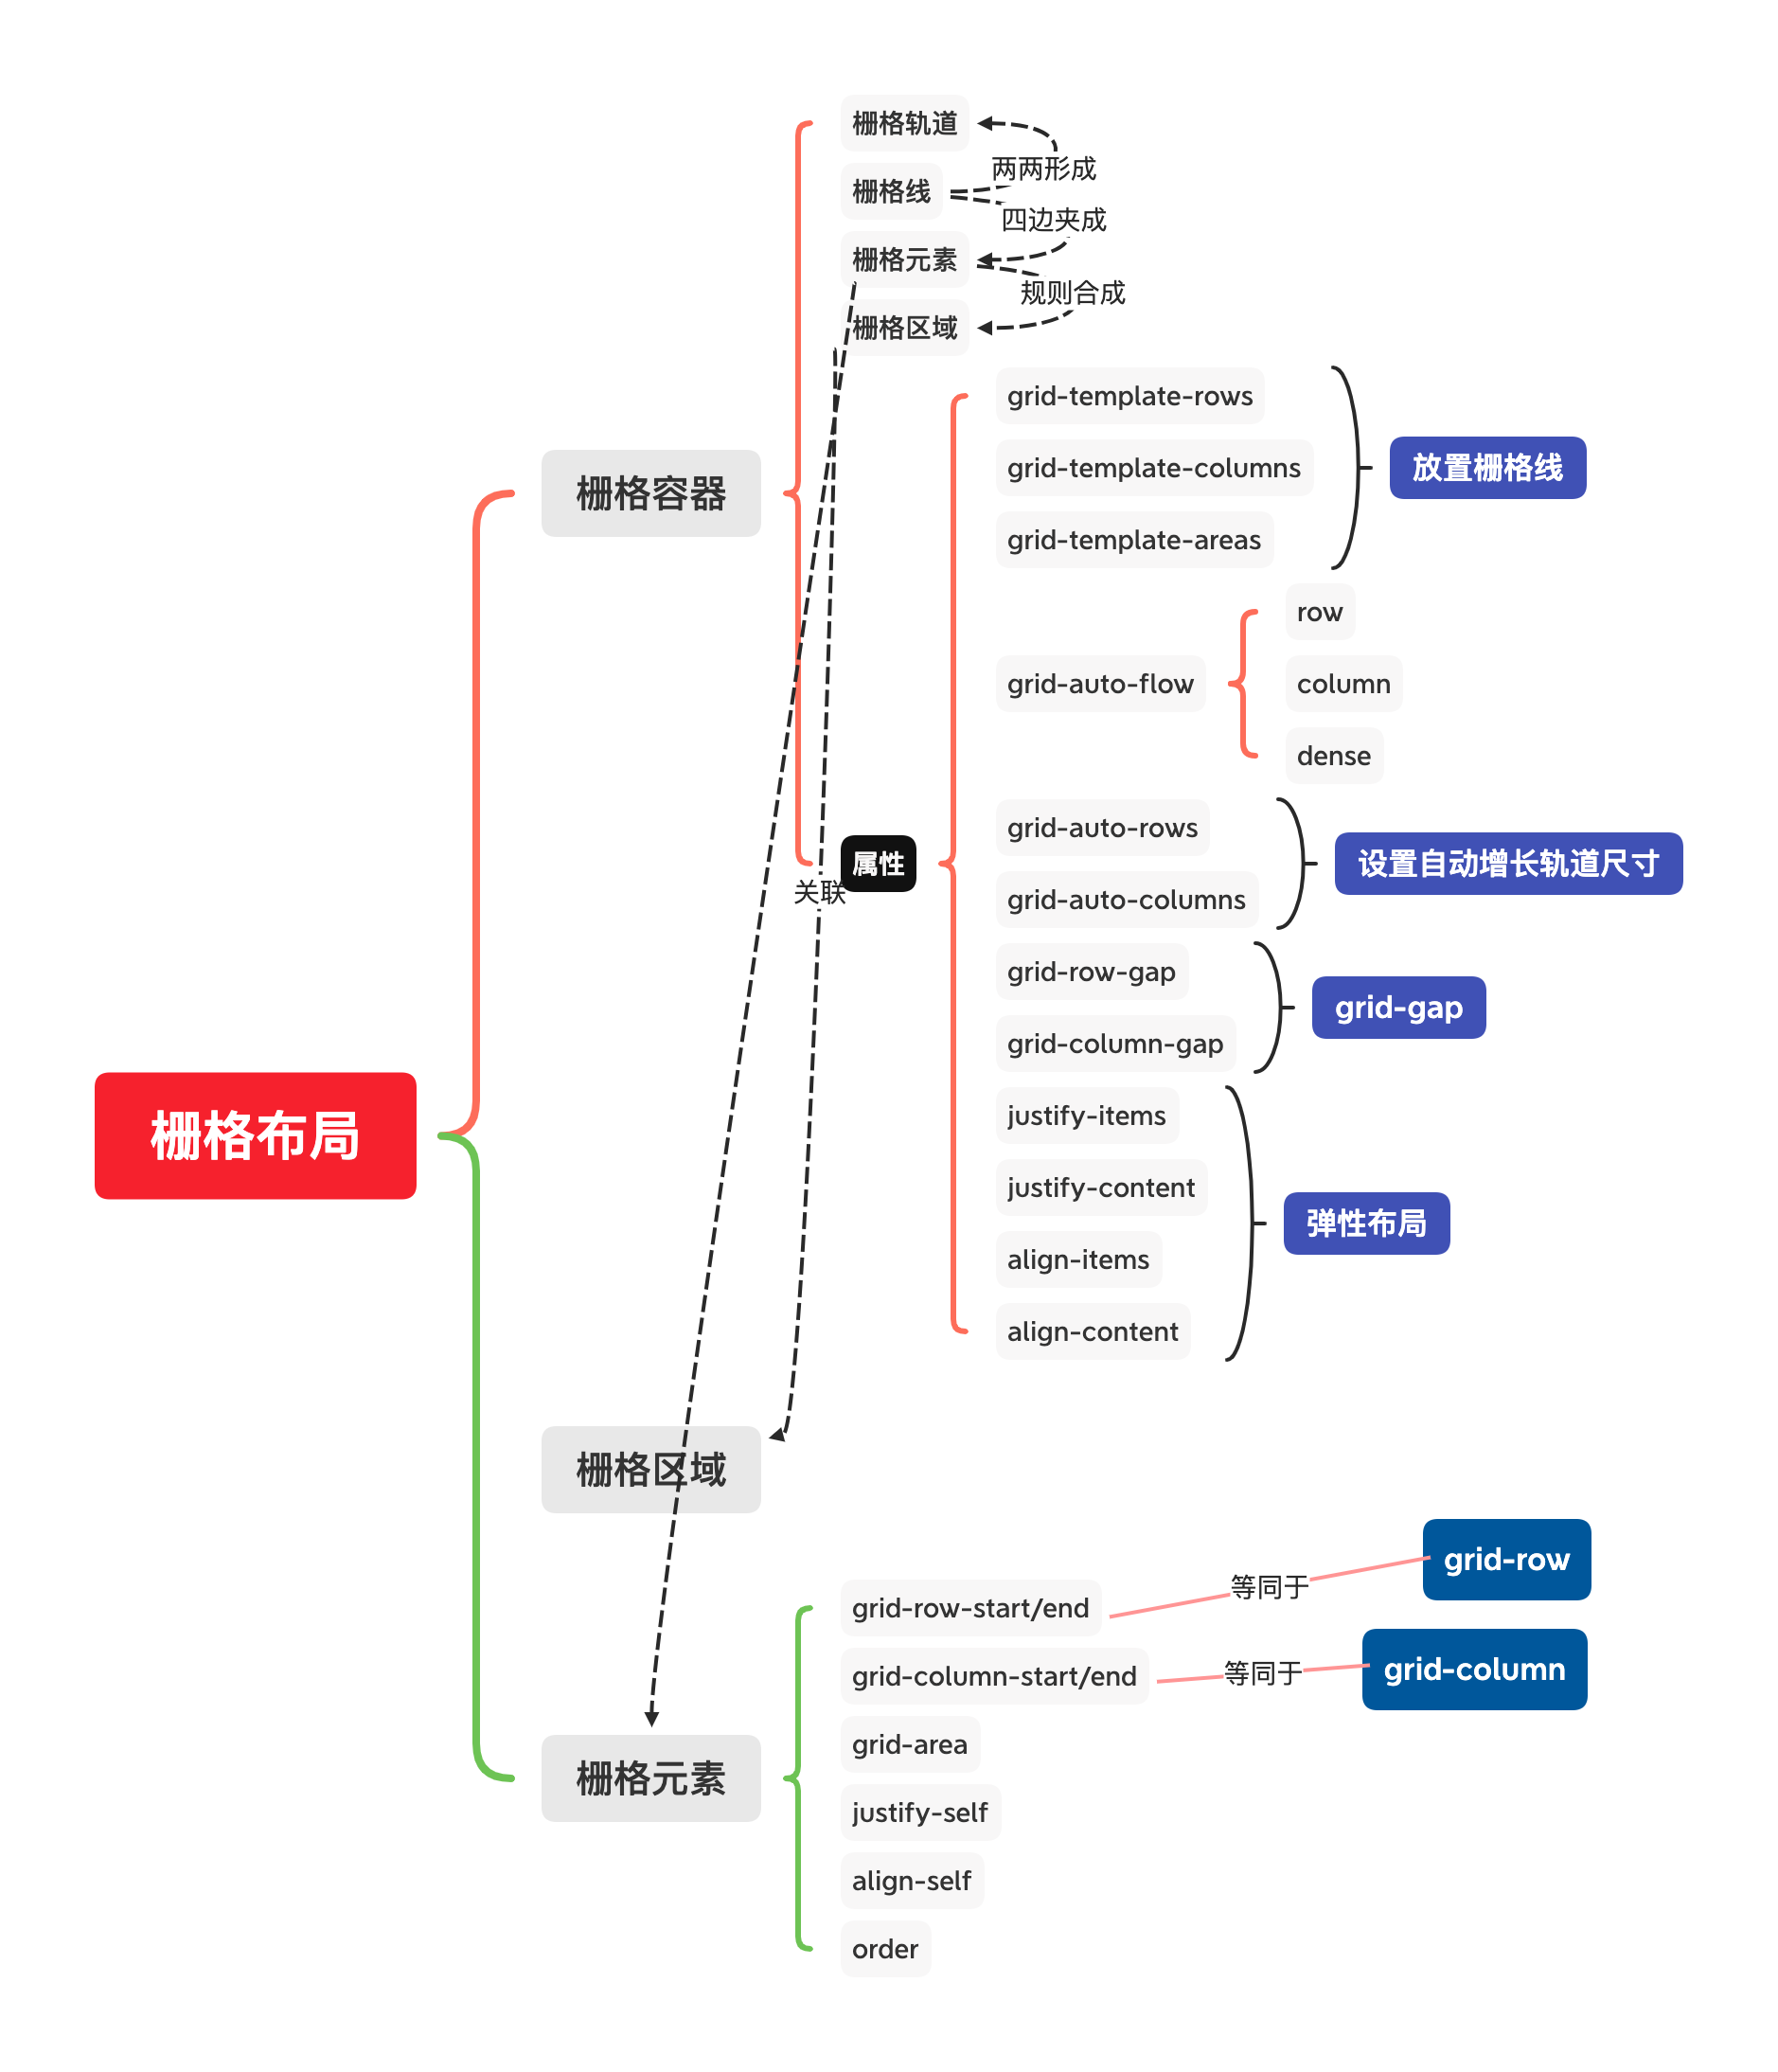 栅格轨道
两两形成
栅格线
四边夹成
栅格元素
规则合成
栅格区域
grid-template-rows
grid-template-columns
放置栅格线
grid-template-areas
栅格容器
row
grid-auto-flow
column
dense
grid-auto-rows
属性
设置自动增长轨道尺寸
关联
grid-auto-columns
grid-row-gap
grid-gap
grid-column-gap
justify-items
栅格布局
justify-content
弹性布局
align-items
align-content
栅格区域
grid-row
等同于
grid-row-start/end
grid-column-start/end
等同于
grid-column
grid-area
栅格元素
justify-self
align-self
order